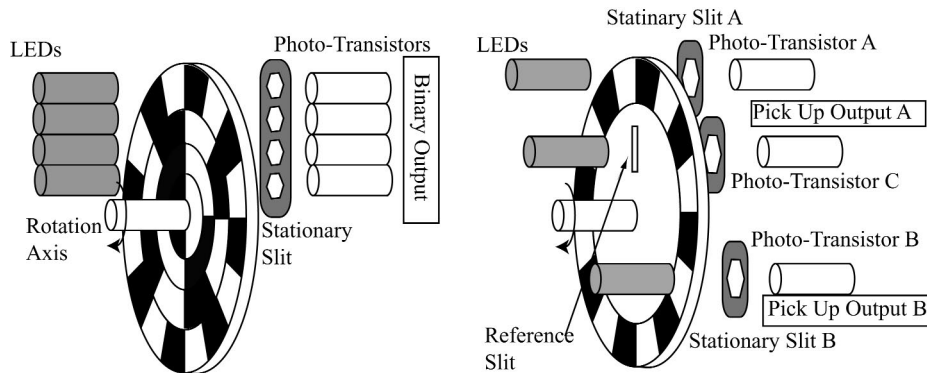 LEDs
Photo-Transistors
Binary Output
Rotation
Axis
Stationary
Slit
Statinary Slit A
LEDs
Photo-Transistor A
Pick Up Output A
Photo-Transistor C
Photo-Transistor B
Pick Up Output B
Reference
Slit
Stationary Slit B